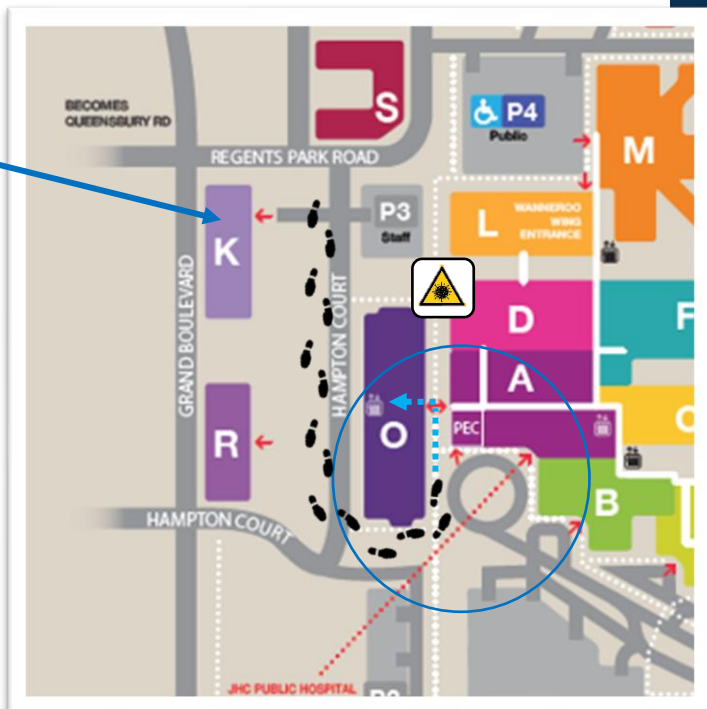 BECOMES
QUEENSBURY RD
S
P4
Public
M
REGENTS PARK ROAD
K
P3
Staff
L
WANNEROO
WING
ENTRANCE
GRAND BOULEVARD
HAMPTON COURT
D
F
A
R
O
PEC
C
B
HAMPTON COURT
JHC PUBLIC HOSPITAL